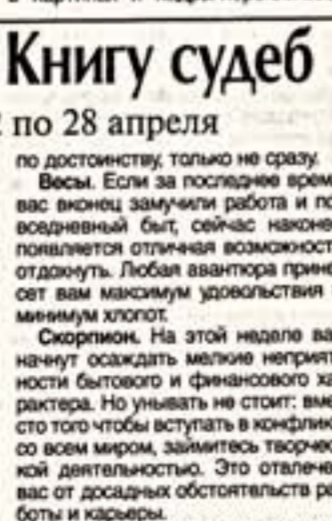 Книгу судеб
по 28 апреля
по достоинству, только не сразу.
Весы. Если за последнее врем
вас вконец замучили работа и по
вседневный быт, сейчас наконе
появляется отличная возможност
отдохнуть. Любая авантюра прине
сет вам максимум удовольствия
минимум хлопот.
Скорпион. На этой неделе ва
начнут осаждать мелкие неприят
ности бытового и финансового ха
рактера. Но унывать не стоит: вме
сто того чтобы вступать в конфлик
со всем миром, займитесь творчес
кой деятельностью. Это отвлече
вас от досадных обстоятельств ра
боты и карьеры.